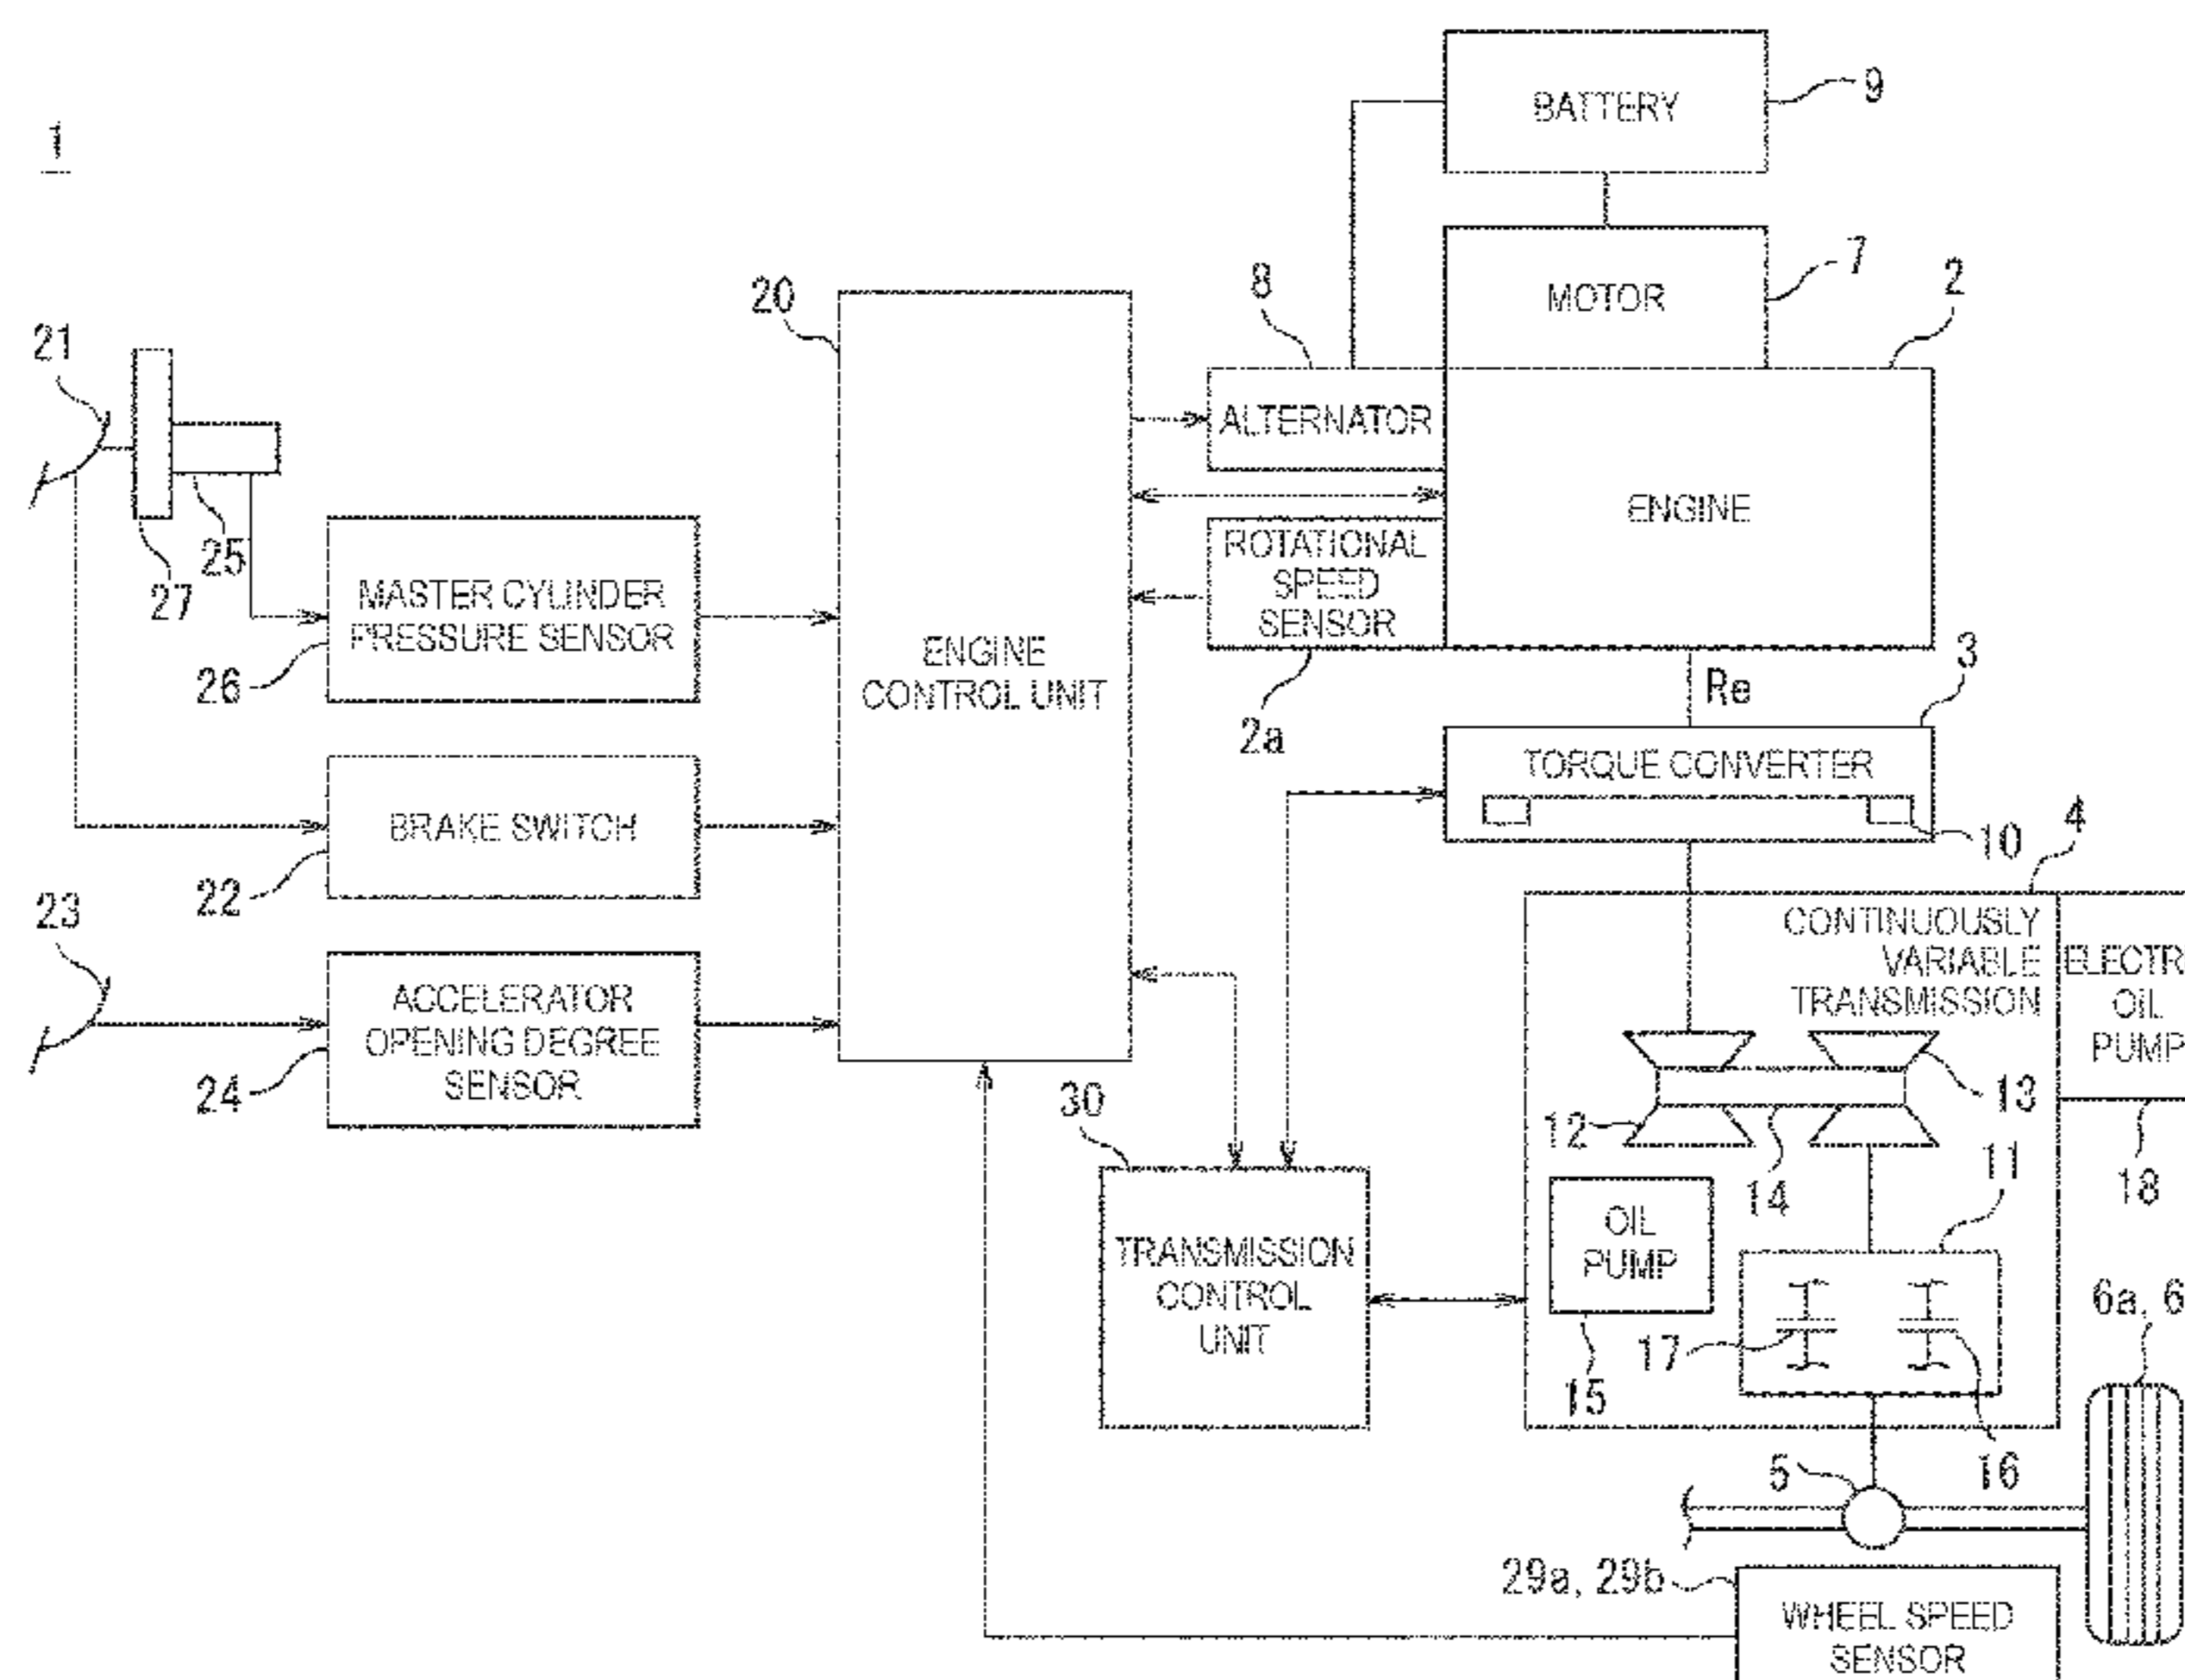 1
BATTERY
9
MOTOR
7
2
8
20
21
ALTERNATOR
ENGINE
ROTATIONAL
SPEED
SENSOR
25
27
MASTER CYLINDER
PRESSURE SENSOR
26
ENGINE
CONTROL UNIT
2a
Re
3
TORQUE CONVERTER
10
4
BRAKE SWITCH
22
23
ACCELERATOR
OPENING DEGREE
SENSOR
24
CONTINUOUSLY
VARIABLE
TRANSMISSION
ELECTRI
OIL
PUMP
13
12
14
18
30
11
OIL
PUMP
TRANSMISSION
CONTROL
UNIT
17
15
16
6a, 6
5
29a, 29b
WHEEL SPEED
SENSOR